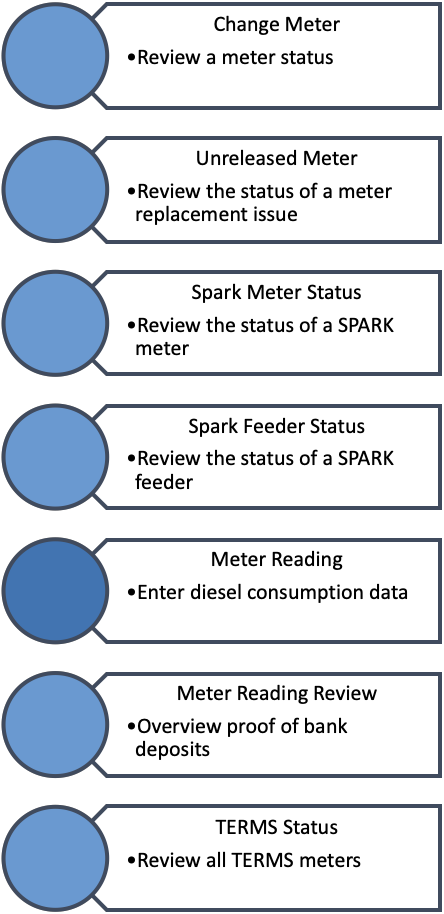 Change Meter
•Review a meter status
Unreleased Meter
•Review the status of a meter
replacement issue
Spark Meter Status
•Review the status of a SPARK
meter
Spark Feeder Status
•Review the status of a SPARK
feeder
Meter Reading
•Enter diesel consumption data
Meter Reading Review
•Overview proof of bank
deposits
TERMS Status
•Review all TERMS meters